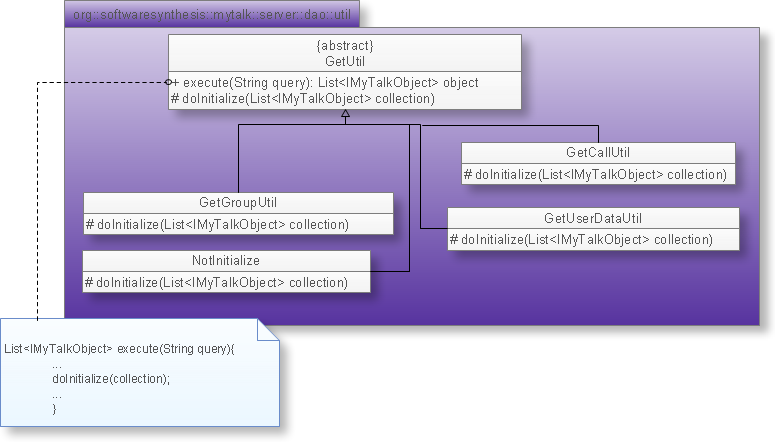 org::softwaresynthesis::mytalk::server::dao::util
{abstract}
GetUtil
+ execute(String query): List<IMyTalkObject> object
# doInitialize(List<IMyTalkObject> collection)
GetCallUtil
# doInitialize(List<IMyTalkObject> collection)
GetGroupUtil
# doInitialize(List<IMyTalkObject> collection)
GetUserDataUtil
# doInitialize(List<IMyTalkObject> collection)
NotInitialize
# doInitialize(List<IMyTalkObject> collection)
List<IMyTalkObject> execute(String query){
...
doInitialize(collection);
...
}